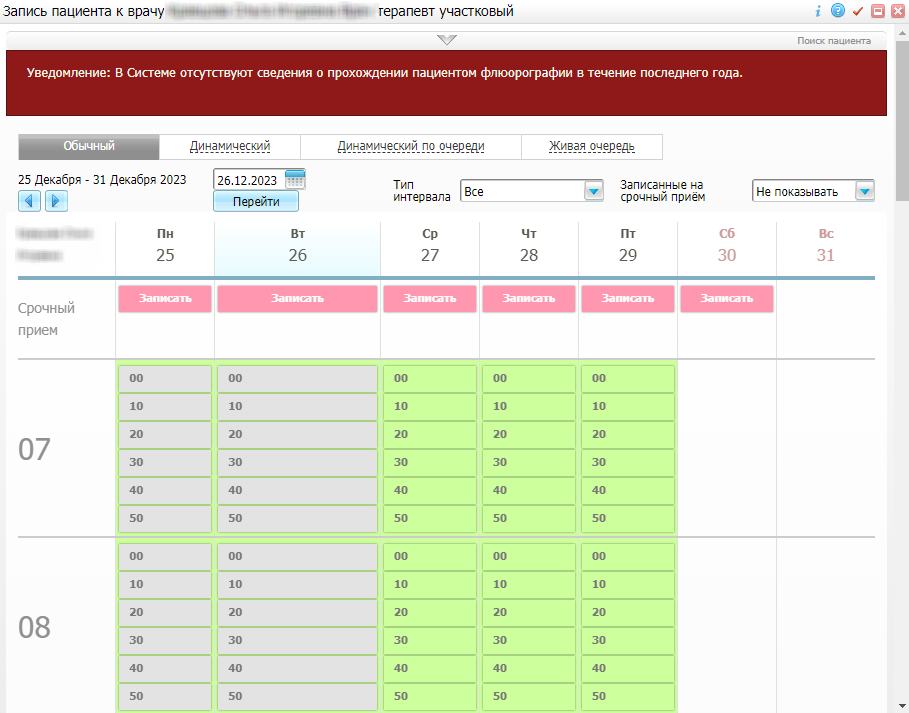 Запись пациента к врачу терапевт участковый
Поиск пациента
Уведомление: В Системе отсутствуют сведения о прохождении пациентом флюорографии в течение последнего года.
Обычный Динамический Динамический по очереди Живая очередь
25 Декабря - 31 Декабря 2023 26.12.2023
Перейти
Тип
интервала
Все
Записанные на
срочный приём
Не показывать
Пн Вт Ср Чт Пт Сб Вс
25 26 27 28 29 30 31
Срочный
прием
Записать Записать Записать Записать Записать Записать
07
00 00 00 00 00
10 10 10 10 10
20 20 20 20 20
30 30 30 30 30
40 40 40 40 40
50 50 50 50 50
08
00 00 00 00 00
10 10 10 10 10
20 20 20 20 20
30 30 30 30 30
40 40 40 40 40
50 50 50 50 50